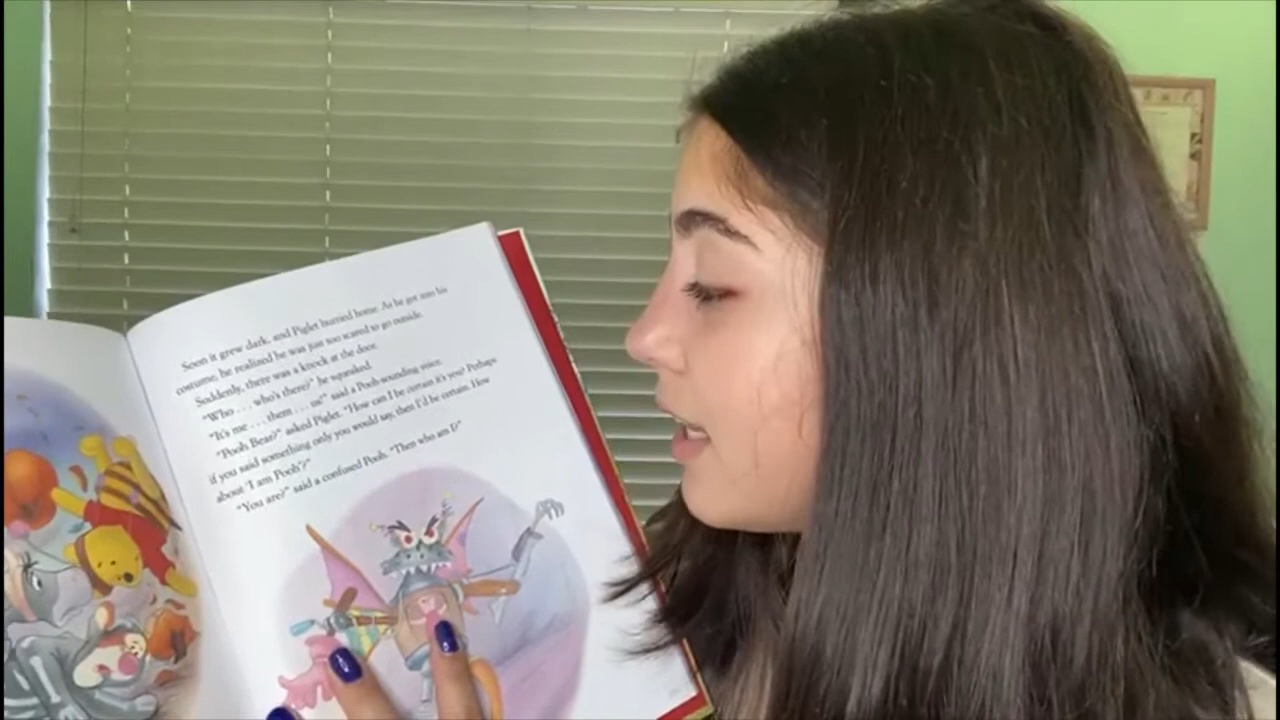 Soon it grew dark, and Piglet hurried home. As he got into his
costume, he realized he was just too scared to go outside.
Suddenly, there was a knock at the door.
“Who . . . who’s there?” he squeaked.
“It’s me . . . them . . . us!” said a Pooh-sounding voice.
“Pooh Bear?” asked Piglet. “How can I be certain it’s you? Perhaps
if you said something only you would say, then I’d be certain. How
about ‘I am Pooh’?”
“You are?” said a confused Pooh. “Then who am I?”